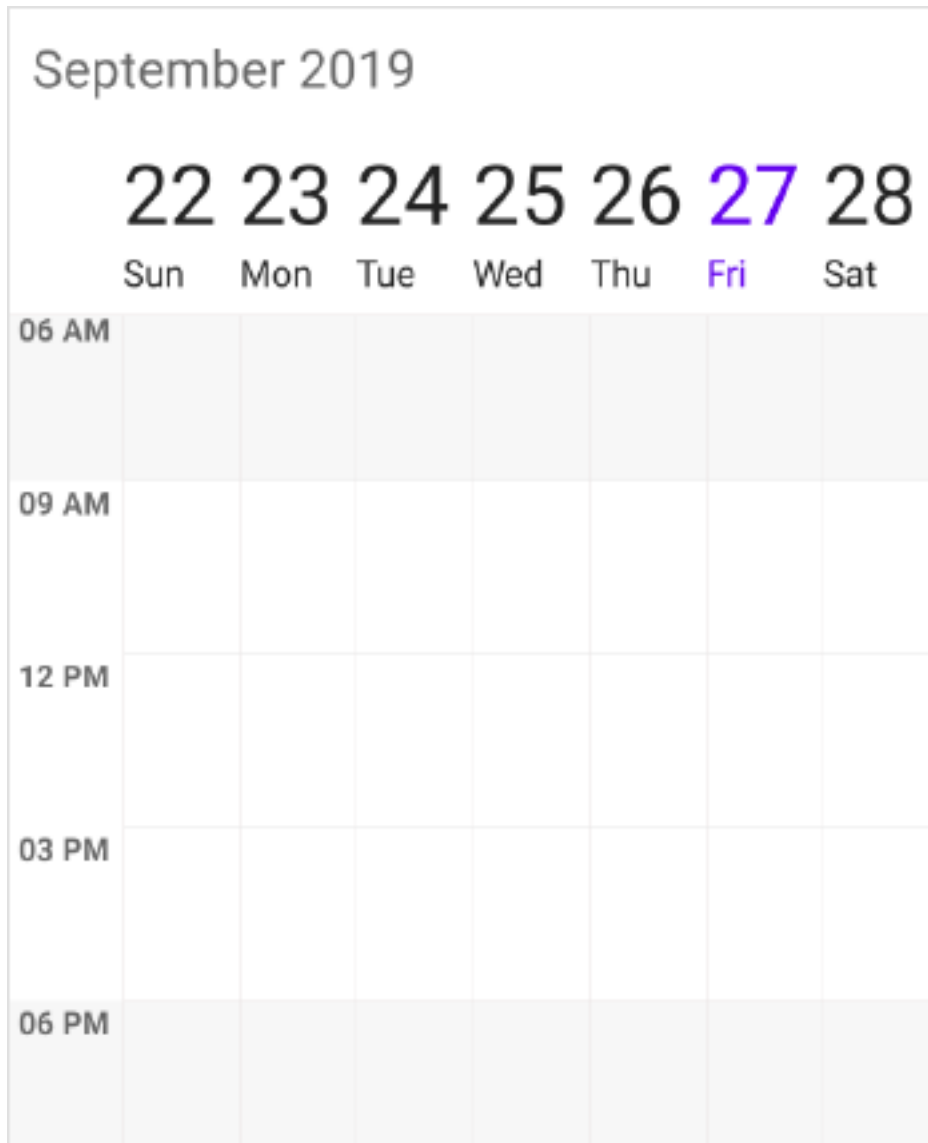 September 2019
22 23 24 25 26 27 28
Sun Mon Tue Wed Thu Fri Sat
06 AM
09 AM
12 PM
03 PM
06 PM